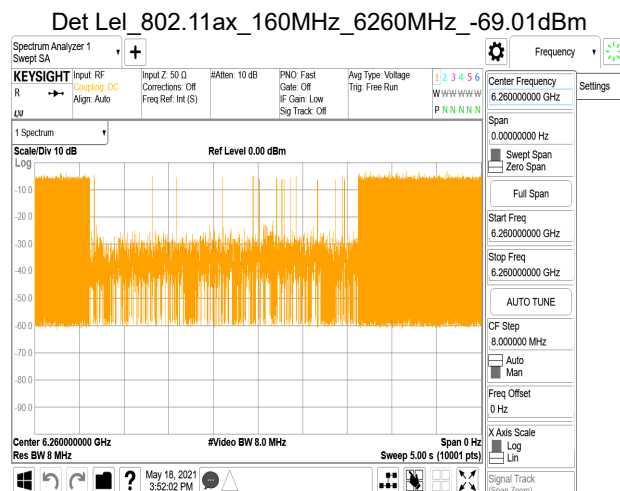 Det Lel_802.11ax_160MHz_6260MHz_-69.01dBm
Spectrum Analyzer 1
Swept SA
Frequency
KEYSIGHT
R
Input: RF
Coupling: DC
Align: Auto
Input Z: 50 Ω
Corrections: Off
Freq Ref: Int (S)
#Atten: 10 dB
PNO: Fast
Gate: Off
IF Gain: Low
Sig Track: Off
Avg Type: Voltage
Trig: Free Run
1 2 3 4 5 6
W W W W W W
P N N N N N
Center Frequency
6.260000000 GHz
Settings
Span
0.00000000 Hz
Swept Span
Zero Span
Full Span
Start Freq
6.260000000 GHz
Stop Freq
6.260000000 GHz
AUTO TUNE
CF Step
8.000000 MHz
Auto
Man
Freq Offset
0 Hz
X Axis Scale
Log
Lin
Signal Track
(Span Zoom)
1 Spectrum
Scale/Div 10 dB
Ref Level 0.00 dBm
Log
-10.0
-20.0
-30.0
-40.0
-50.0
-60.0
-70.0
-80.0
-90.0
Center 6.260000000 GHz
#Video BW 8.0 MHz
Span 0 Hz
Res BW 8 MHz
Sweep 5.00 s (10001 pts)
?
May 18, 2021
3:52:02 PM